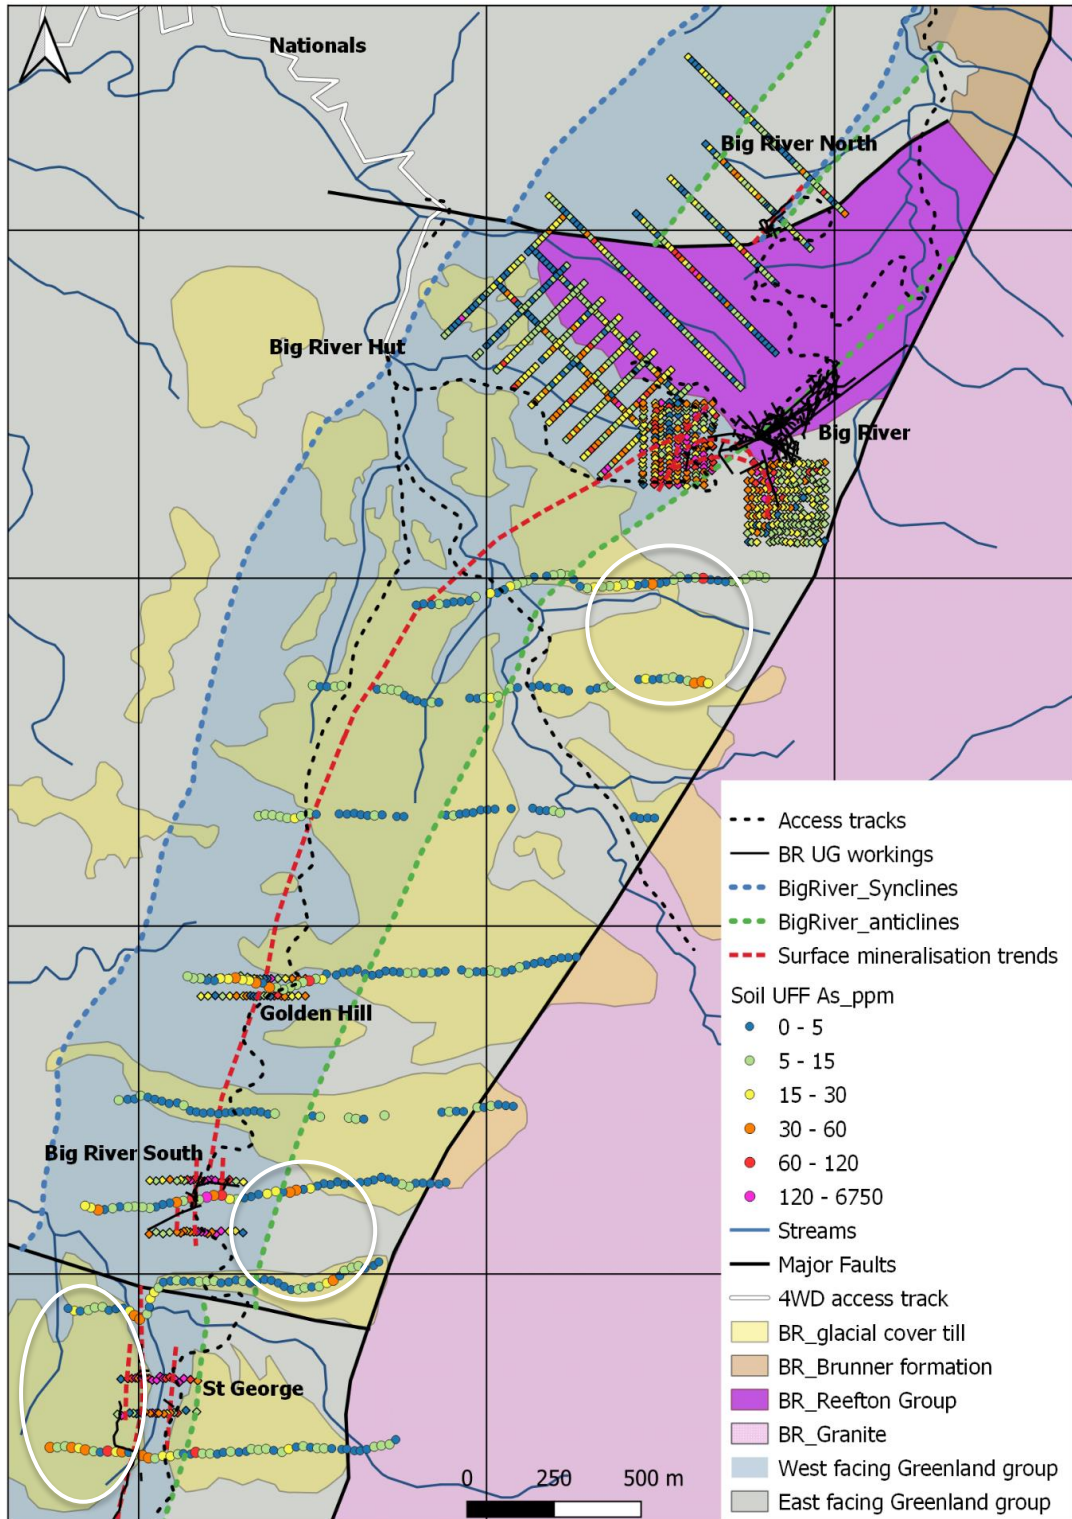 Nationals
Big River North
Big River Hut
Big River
Golden Hill
Big River South
St George
Access tracks
BR UG workings
BigRiver_Synclines
BigRiver_anticlines
Surface mineralisation trends
Soil UFF As_ppm
0 - 5
5 - 15
15 - 30
30 - 60
60 - 120
120 - 6750
Streams
Major Faults
4WD access track
BR_glacial cover till
BR_Brunner formation
BR_Reefton Group
BR_Granite
West facing Greenland group
East facing Greenland group
0 250 500 m